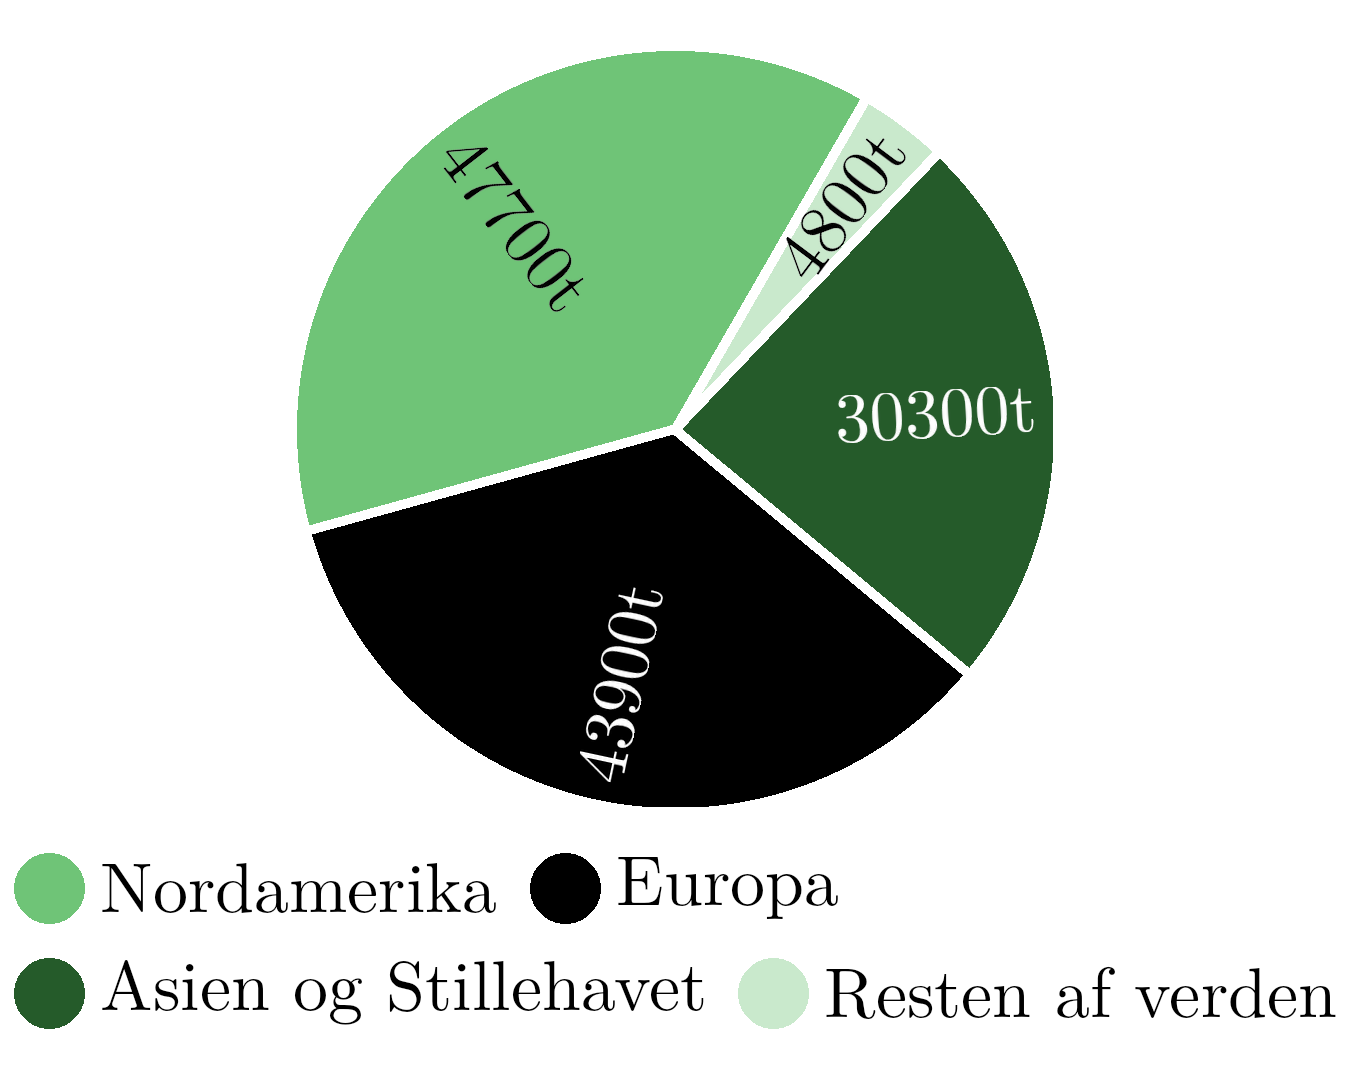 47700t
4800t
30300t
43900t
Nordamerika
Europa
Asien og Stillehavet
Resten af verden